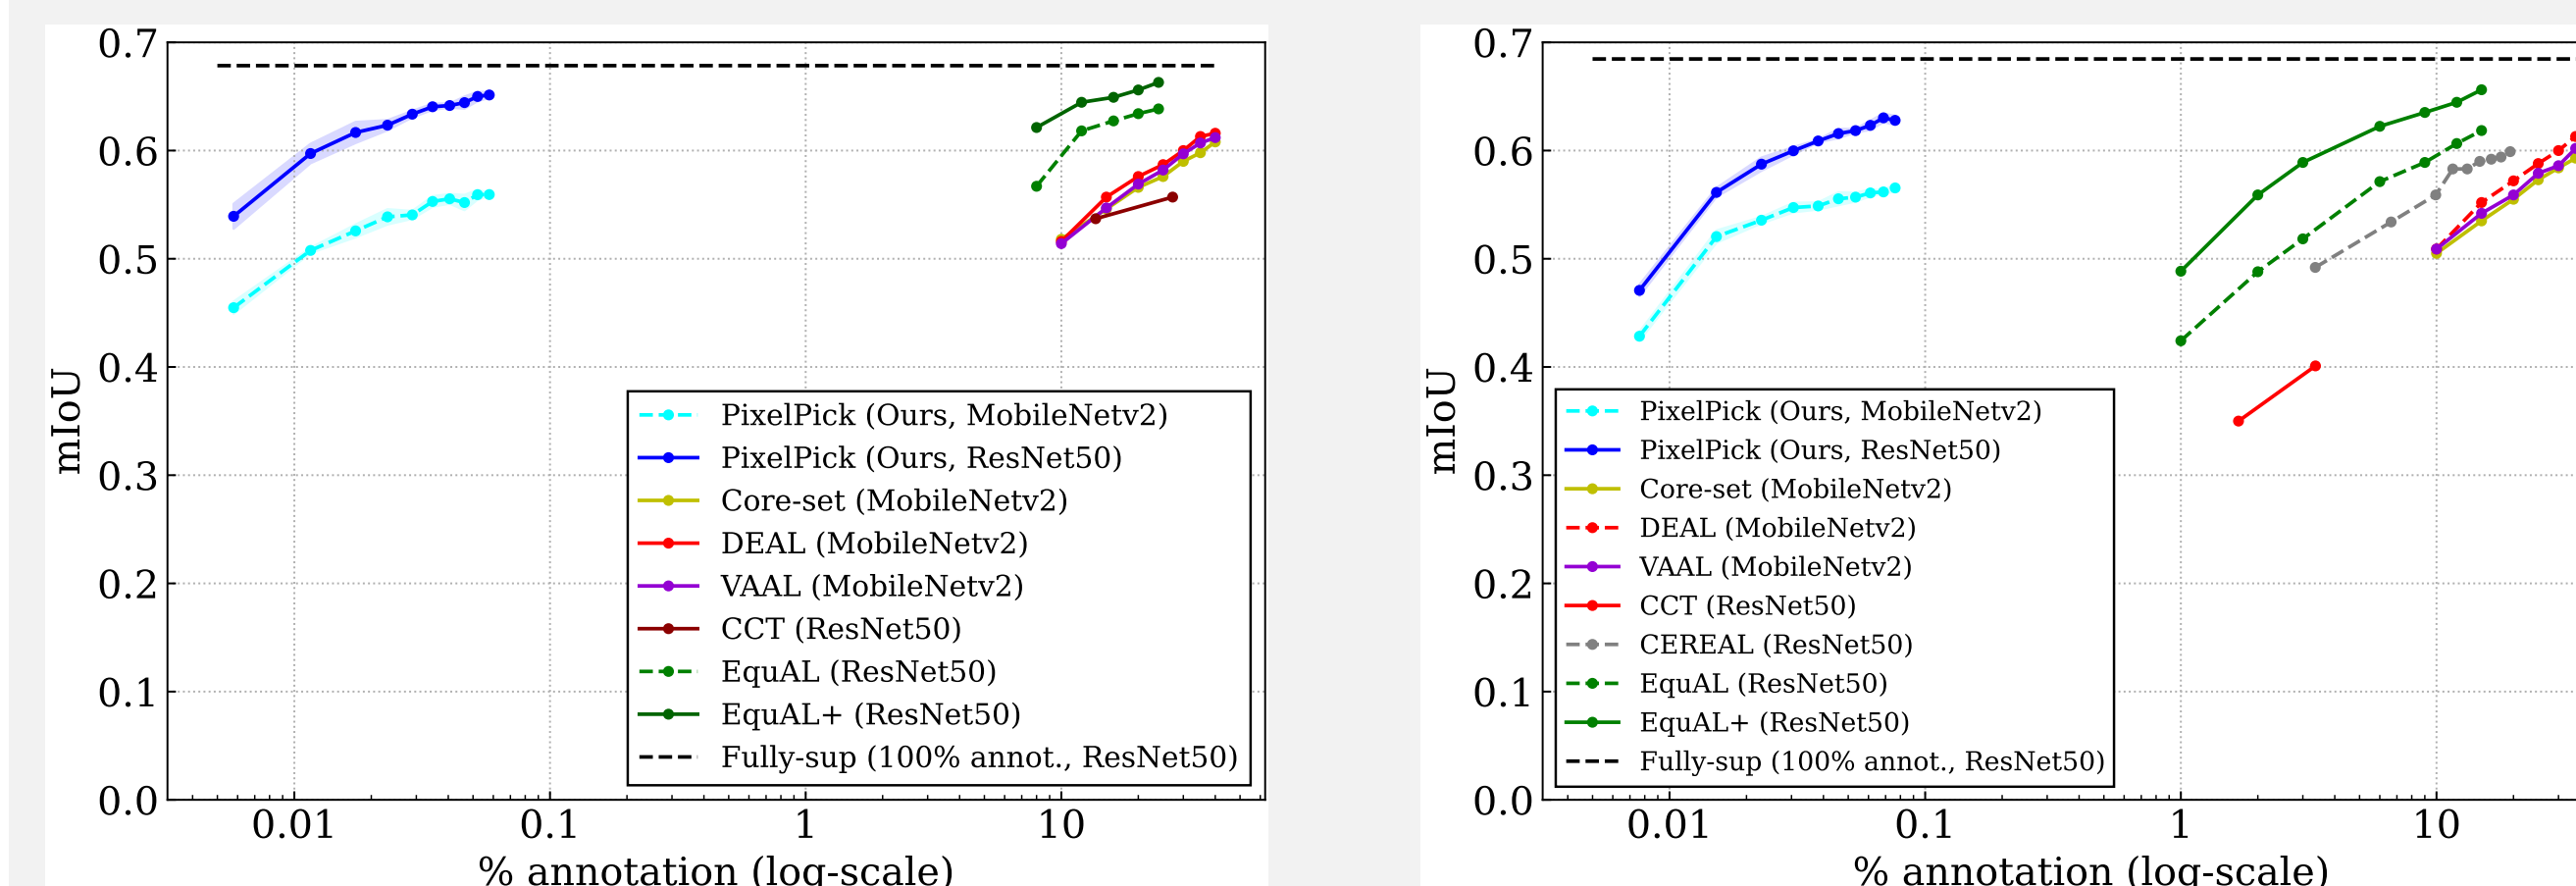 0.7
0.6
0.5
0.4
0.3
0.2
0.1
0.0
mIoU
PixelPick (Ours, MobileNetv2)
PixelPick (Ours, ResNet50)
Core-set (MobileNetv2)
DEAL (MobileNetv2)
VAAL (MobileNetv2)
CCT (ResNet50)
EquAL (ResNet50)
EquAL+ (ResNet50)
Fully-sup (100% annot., ResNet50)
0.01 0.1 1 10
% annotation (log-scale)
0.7
0.6
0.5
0.4
0.3
0.2
0.1
0.0
mIoU
PixelPick (Ours, MobileNetv2)
PixelPick (Ours, ResNet50)
Core-set (MobileNetv2)
DEAL (MobileNetv2)
VAAL (MobileNetv2)
CCT (ResNet50)
CEREAL (ResNet50)
EquAL (ResNet50)
EquAL+ (ResNet50)
Fully-sup (100% annot., ResNet50)
0.01 0.1 1 10
% annotation (log-scale)